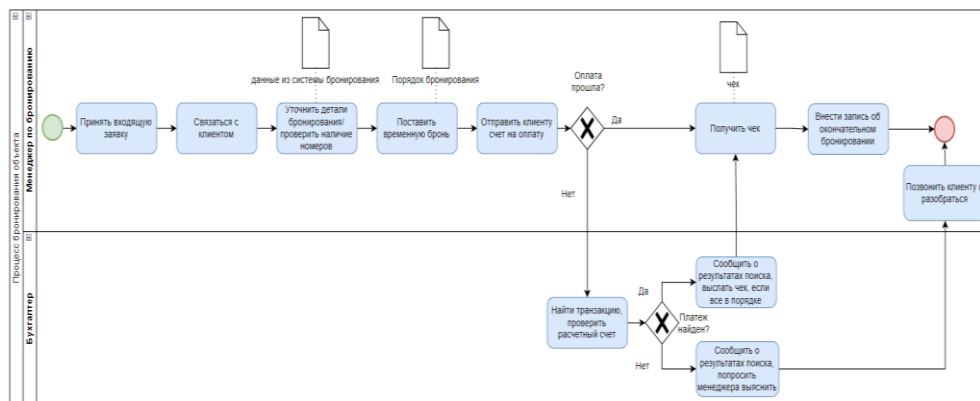 Процесс бронирования объекта
Менеджер по бронированию
данные из системы бронирования
Порядок бронирования
Оплата
прошла?
чек
Принять входящую
заявку
Связаться с
клиентом
Уточнить детали
бронирования/
проверить наличие
номеров
Поставить
временную бронь
Отправить клиенту
счет на оплату
Да
Получить чек
Внести запись об
окончательном
бронировании
Нет
Позвонить клиенту и
разобраться
Бухгалтер
Найти транзакцию,
проверить
расчетный счет
Да
Платеж
найден?
Нет
Сообщить о
результатах поиска,
выслать чек, если
все в порядке
Сообщить о
результатах поиска,
попросить
менеджера выяснить